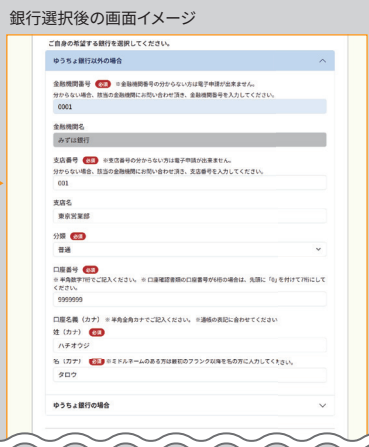 銀行選択後の画面イメージ
ご自身の希望する銀行を選択してください。
ゆうちょ銀行以外の場合
金融機関番号 必須 ※金融機関番号の分からない方は電子申請が出来ません。
分からない場合、該当の金融機関にお問い合わせ頂き、金融機関番号を入力してください。
0001
金融機関名
みずほ銀行
支店番号 必須 ※支店番号の分からない方は電子申請が出来ません。
分からない場合、該当の金融機関にお問い合わせ頂き、支店番号を入力してください。
001
支店名
東京営業部
分類 必須
普通
口座番号 必須
※ 半角数字7桁でご記入ください。 ※ 口座確認書類の口座番号が6桁の場合は、先頭に「0」を付けて7桁にして
ください。
9999999
口座名義（カナ） ※半角全角カナでご記入ください。 ※通帳の表記に合わせてください
姓（カナ） 必須
ハチオウジ
名（カナ） 必須 ※ミドルネームのある方は最初のブランク以降を名の方に入力してください。
タロウ
ゆうちょ銀行の場合